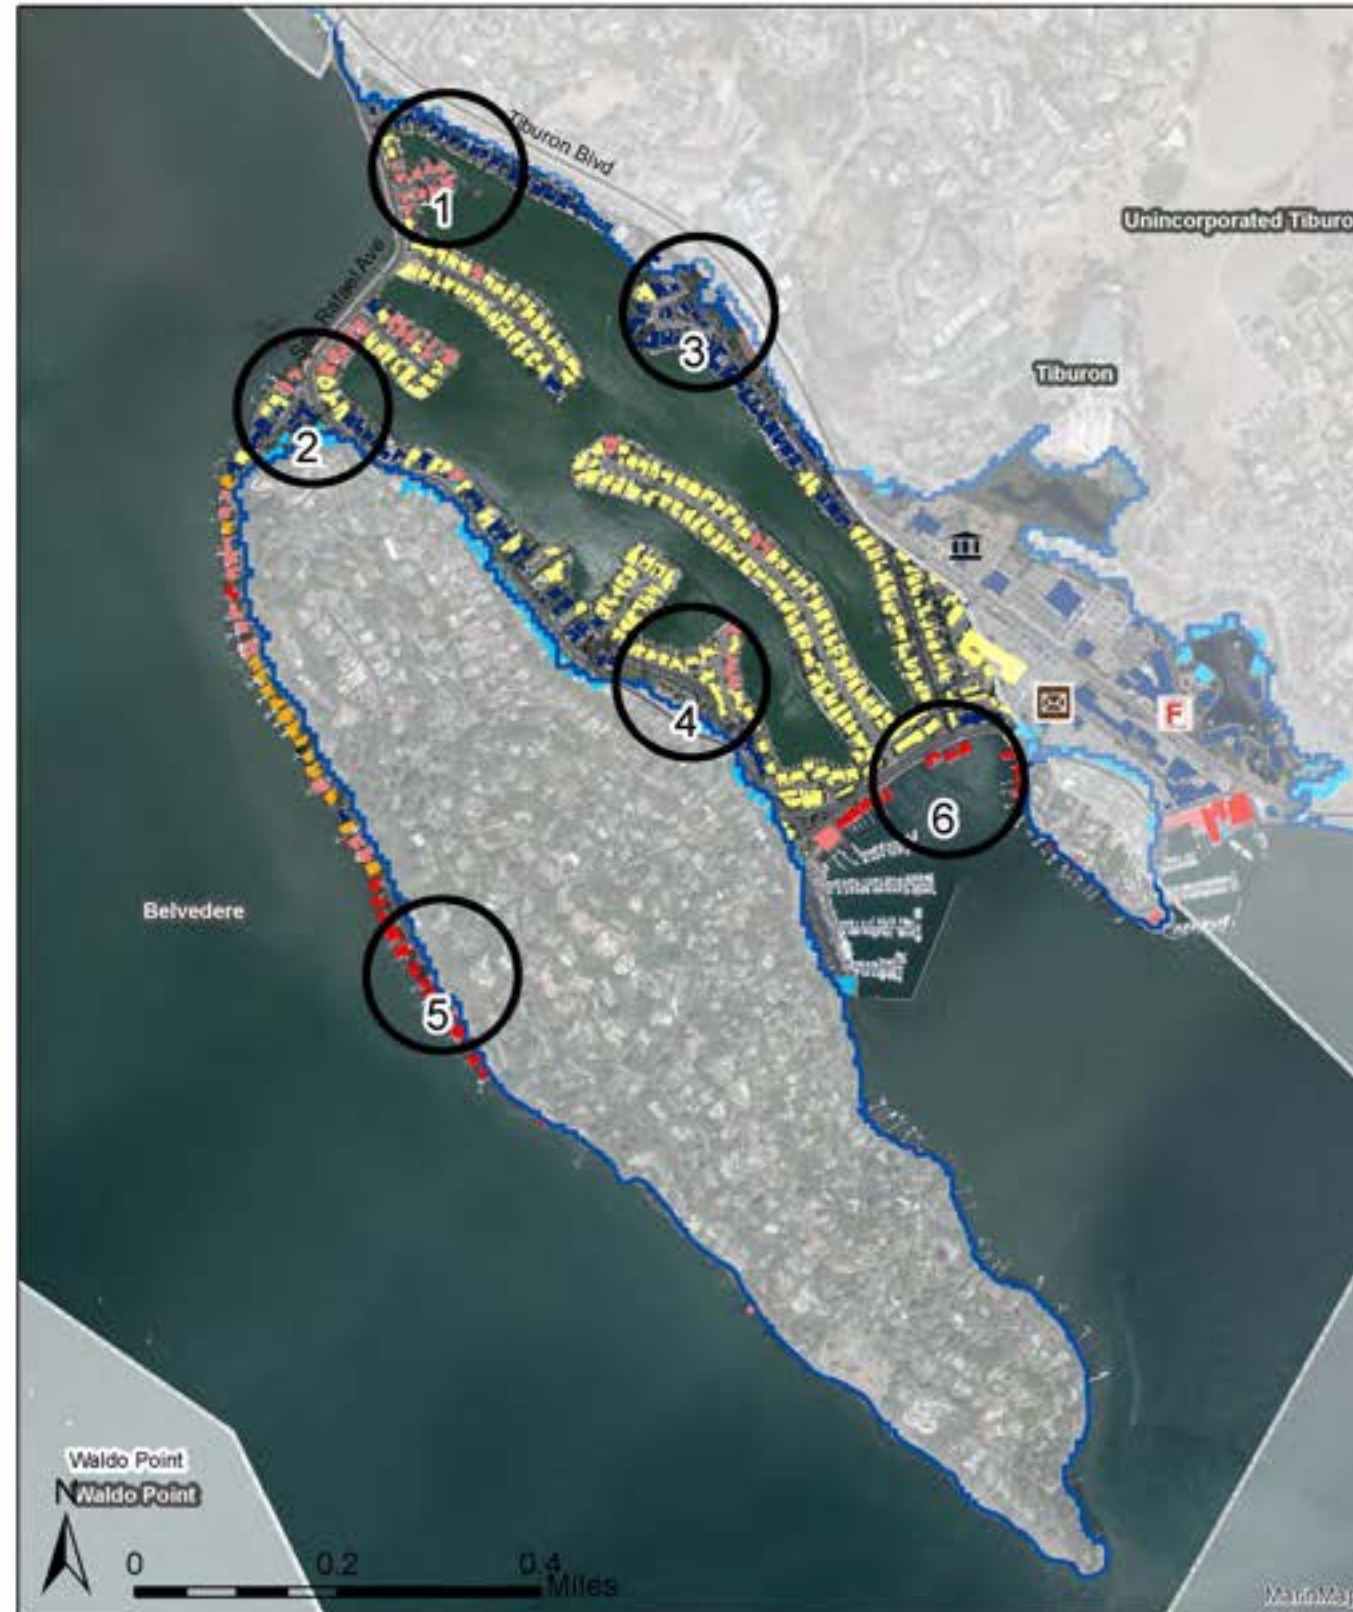 Tiburon Blvd
1
Unincorporated Tiburo
Rafael Ave
3
Tiburon
2
F
4
6
Belvedere
5
Waldo Point
N
Waldo Point
0 0.2 0.4
Miles
MarinMap